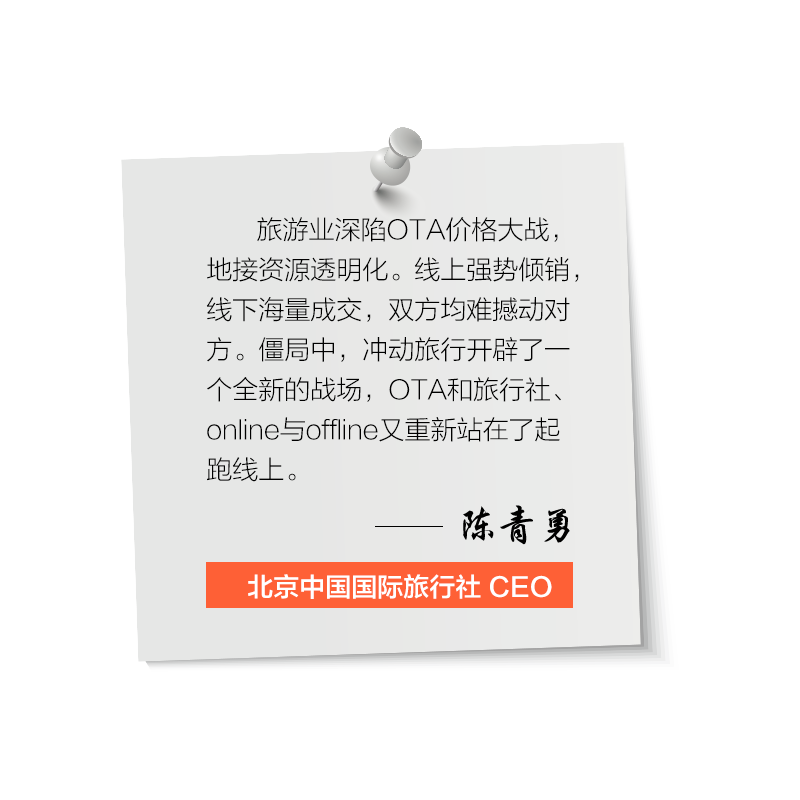 旅游业深陷OTA价格大战，
地接资源透明化。线上强势倾销，
线下海量成交，双方均难撼动对
方。僵局中，冲动旅行开辟了一
个全新的战场，OTA和旅行社、
online与offline又重新站在了起
跑线上。
——陈青勇
北京中国国际旅行社 CEO